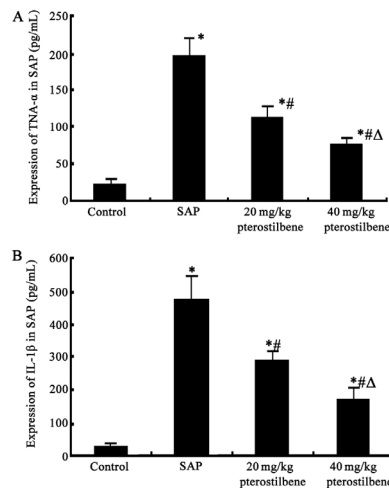 A
Expression of TNA-α in SAP (pg/mL)
250
200
150
100
50
0
*
*#
*#Δ
Control
SAP
20 mg/kg
pterostilbene
40 mg/kg
pterostilbene
B
Expression of IL-1β in SAP (pg/mL)
600
500
400
300
200
100
0
*
*#
*#Δ
Control
SAP
20 mg/kg
pterostilbene
40 mg/kg
pterostilbene